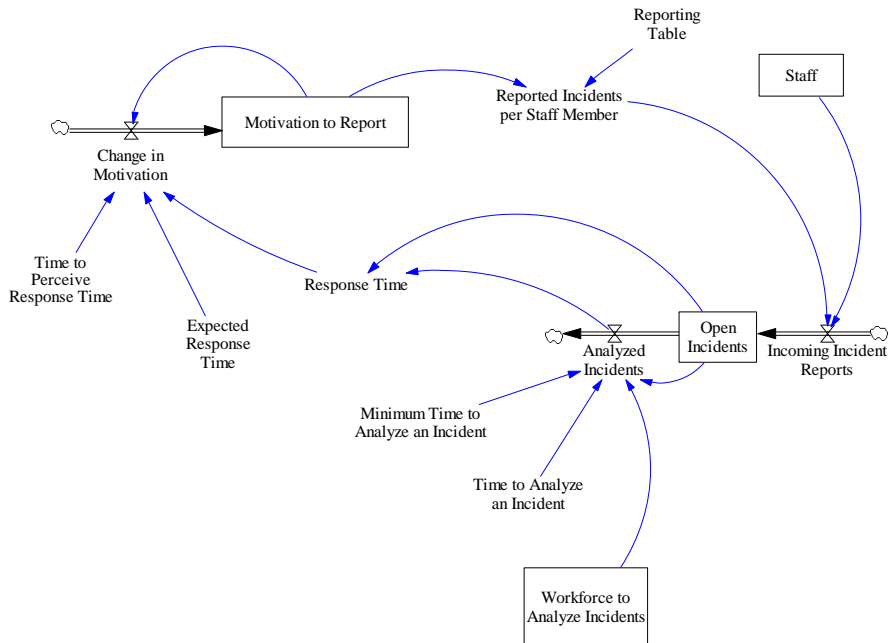 Reporting
Table
Staff
Motivation to Report
Reported Incidents
per Staff Member
Change in
Motivation
Time to
Perceive
Response Time
Response Time
Expected
Response
Time
Open
Incidents
Analyzed
Incidents
Incoming Incident
Reports
Minimum Time to
Analyze an Incident
Time to Analyze
an Incident
Workforce to
Analyze Incidents